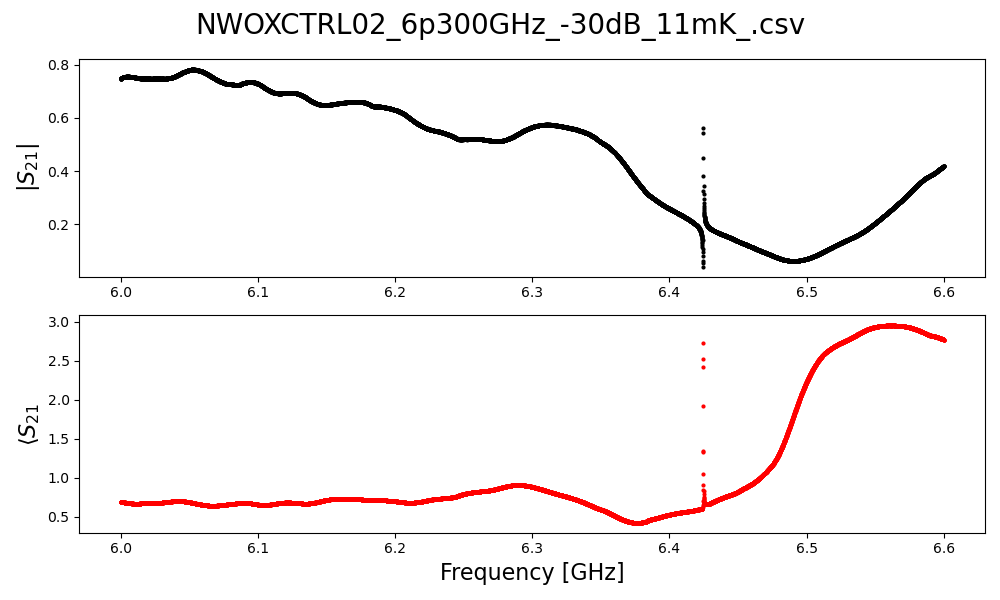 NWOXCTRL02_6p300GHz_-30dB_11mK_.csv
0.8
0.6
0.4
0.2
|S21|
6.0 6.1 6.2 6.3 6.4 6.5 6.6
3.0
2.5
2.0
1.5
1.0
0.5
⟨S21
6.0 6.1 6.2 6.3 6.4 6.5 6.6
Frequency [GHz]